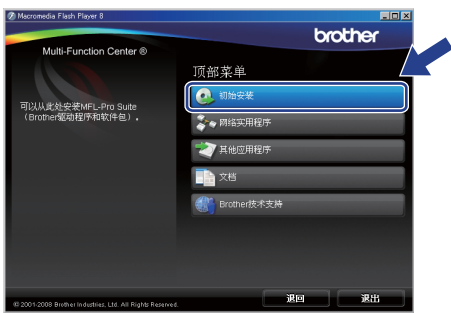 Macromedia Flash Player 8
brother
Multi-Function Center ®
顶部菜单
可以从此处安装MFL-Pro Suite
（Brother驱动程序和软件包）。
初始安装
网络实用程序
其他应用程序
文档
Brother技术支持
© 2001-2008 Brother Industries, Ltd. All Rights Reserved.
退回
退出